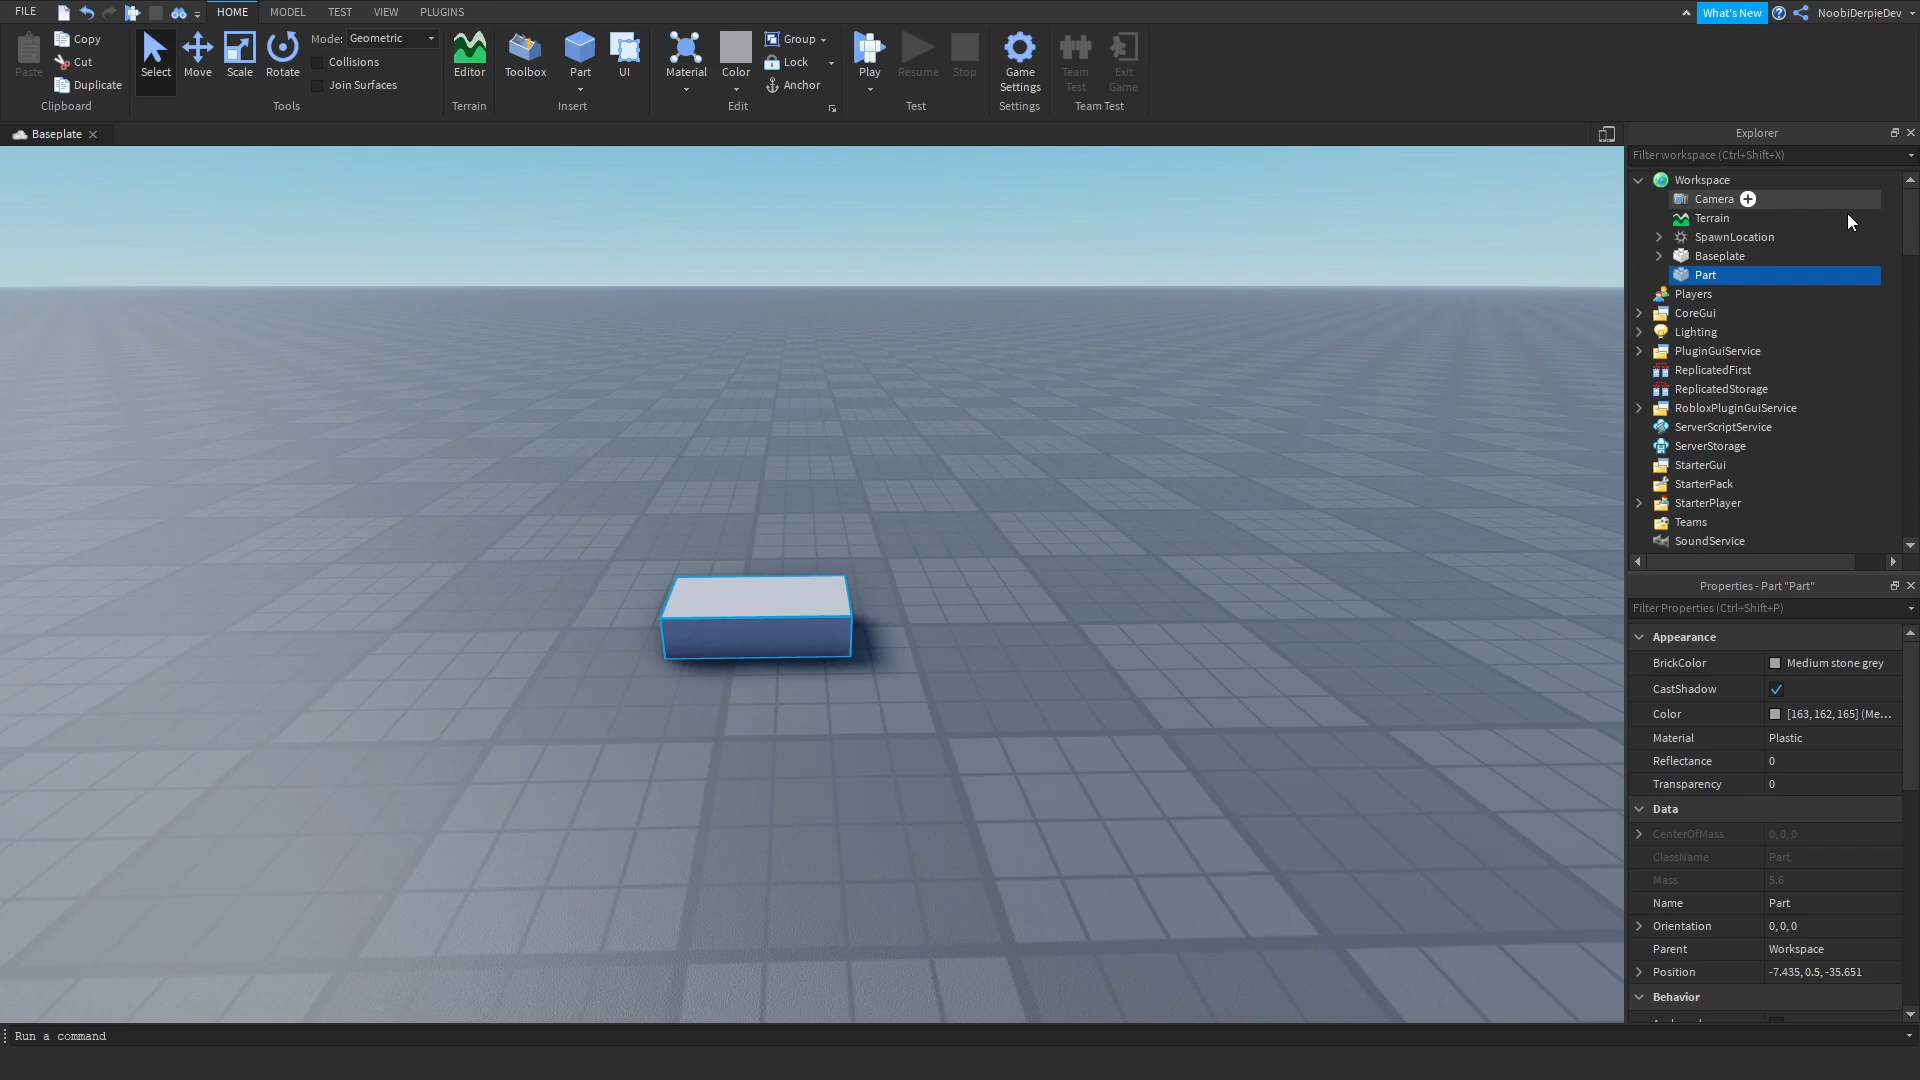 FILE HOME MODEL TEST VIEW PLUGINS What's New NoobiDerpieDev
Paste Copy Cut Duplicate
Clipboard
Select Move Scale Rotate
Mode: Geometric
Collisions
Join Surfaces
Tools
Editor
Terrain
Toolbox Part UI
Insert
Material Color Group Lock Anchor
Edit
Play Resume Stop
Test
Game Settings
Settings
Team Test Exit Game
Team Test
Baseplate
Explorer
Filter workspace (Ctrl+Shift+X)
Workspace
Camera
Terrain
SpawnLocation
Baseplate
Part
Players
CoreGui
Lighting
PluginGuiService
ReplicatedFirst
ReplicatedStorage
RobloxPluginGuiService
ServerScriptService
ServerStorage
StarterGui
StarterPack
StarterPlayer
Teams
SoundService
Properties - Part "Part"
Filter Properties (Ctrl+Shift+P)
Appearance
BrickColor Medium stone grey
CastShadow
Color [163, 162, 165] (Me...
Material Plastic
Reflectance 0
Transparency 0
Data
CenterOfMass 0, 0, 0
ClassName Part
Mass 5.6
Name Part
Orientation 0, 0, 0
Parent Workspace
Position -7.435, 0.5, -35.651
Behavior
Run a command